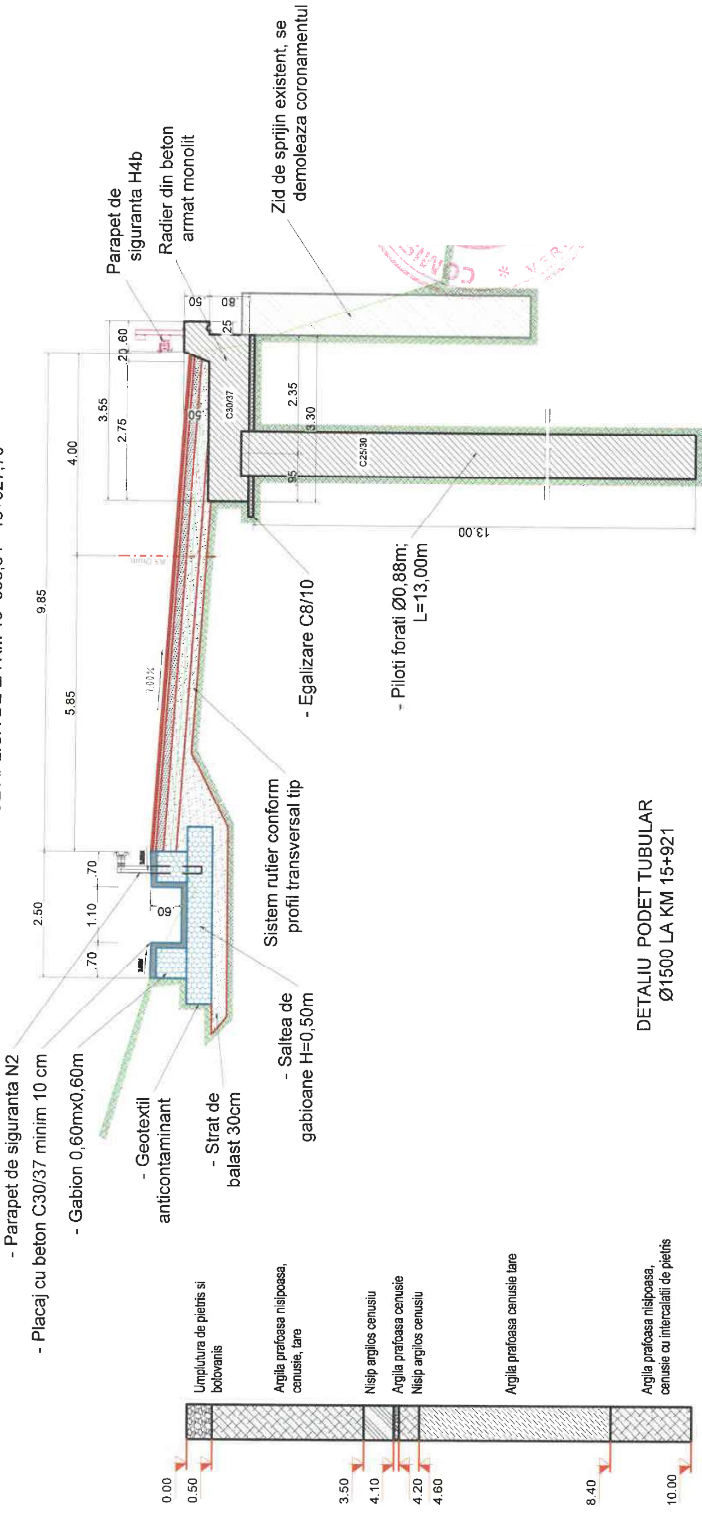 - Parapet de siguranta N2
- Placaj cu beton C30/37 minim 10 cm
- Gabion 0,60mx0,60m
- Geotextil
anticontaminant
- Strat de
balast 30cm
- Saltea de
gabioane H=0,50m
Sistem rutier conform
profil transversal tip
- Egalizare C8/10
- Piloti forati Ø0,88m;
L=13,00m
Parapet de
siguranta H4b
Radier din beton
armat monolit
Zid de sprijin existent, se
demoleaza coronamentul
2.50
9.85
.70
1.10
.70
5.85
4.00
60
7.00%
3.55
2.75
20
.60
50
80
25
50
C30/37
2.35
.95
3.30
C25/30
13.00
DETALIU PODET TUBULAR
Ø1500 LA KM 15+921
0.00
0.50
3.50
4.10
4.20
4.60
8.40
10.00
Umplutura de pietris si
bolovanis
Argila prafoasa nisipoasa,
cenusie, tare
Nisip argilos cenusiu
Argila prafoasa cenusie
Nisip argilos cenusiu
Argila prafoasa cenusie tare
Argila prafoasa nisipoasa,
cenusie cu intercalatii de pietris